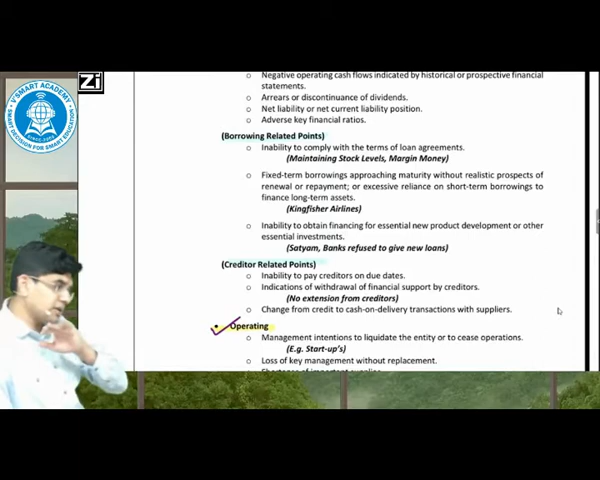 V'SMART ACADEMY
SMART DECISION FOR SMART EDUCATION
Zi
Negative operating cash flows indicated by historical or prospective financial
statements.
o Arrears or discontinuance of dividends.
o Net liability or net current liability position.
o Adverse key financial ratios.
(Borrowing Related Points)
o Inability to comply with the terms of loan agreements.
(Maintaining Stock Levels, Margin Money)
o Fixed-term borrowings approaching maturity without realistic prospects of
renewal or repayment; or excessive reliance on short-term borrowings to
finance long-term assets.
(Kingfisher Airlines)
o Inability to obtain financing for essential new product development or other
essential investments.
(Satyam, Banks refused to give new loans)
(Creditor Related Points)
o Inability to pay creditors on due dates.
o Indications of withdrawal of financial support by creditors.
(No extension from creditors)
o Change from credit to cash-on-delivery transactions with suppliers.
• Operating
o Management intentions to liquidate the entity or to cease operations.
(E.g. Start-up's)
o Loss of key management without replacement.